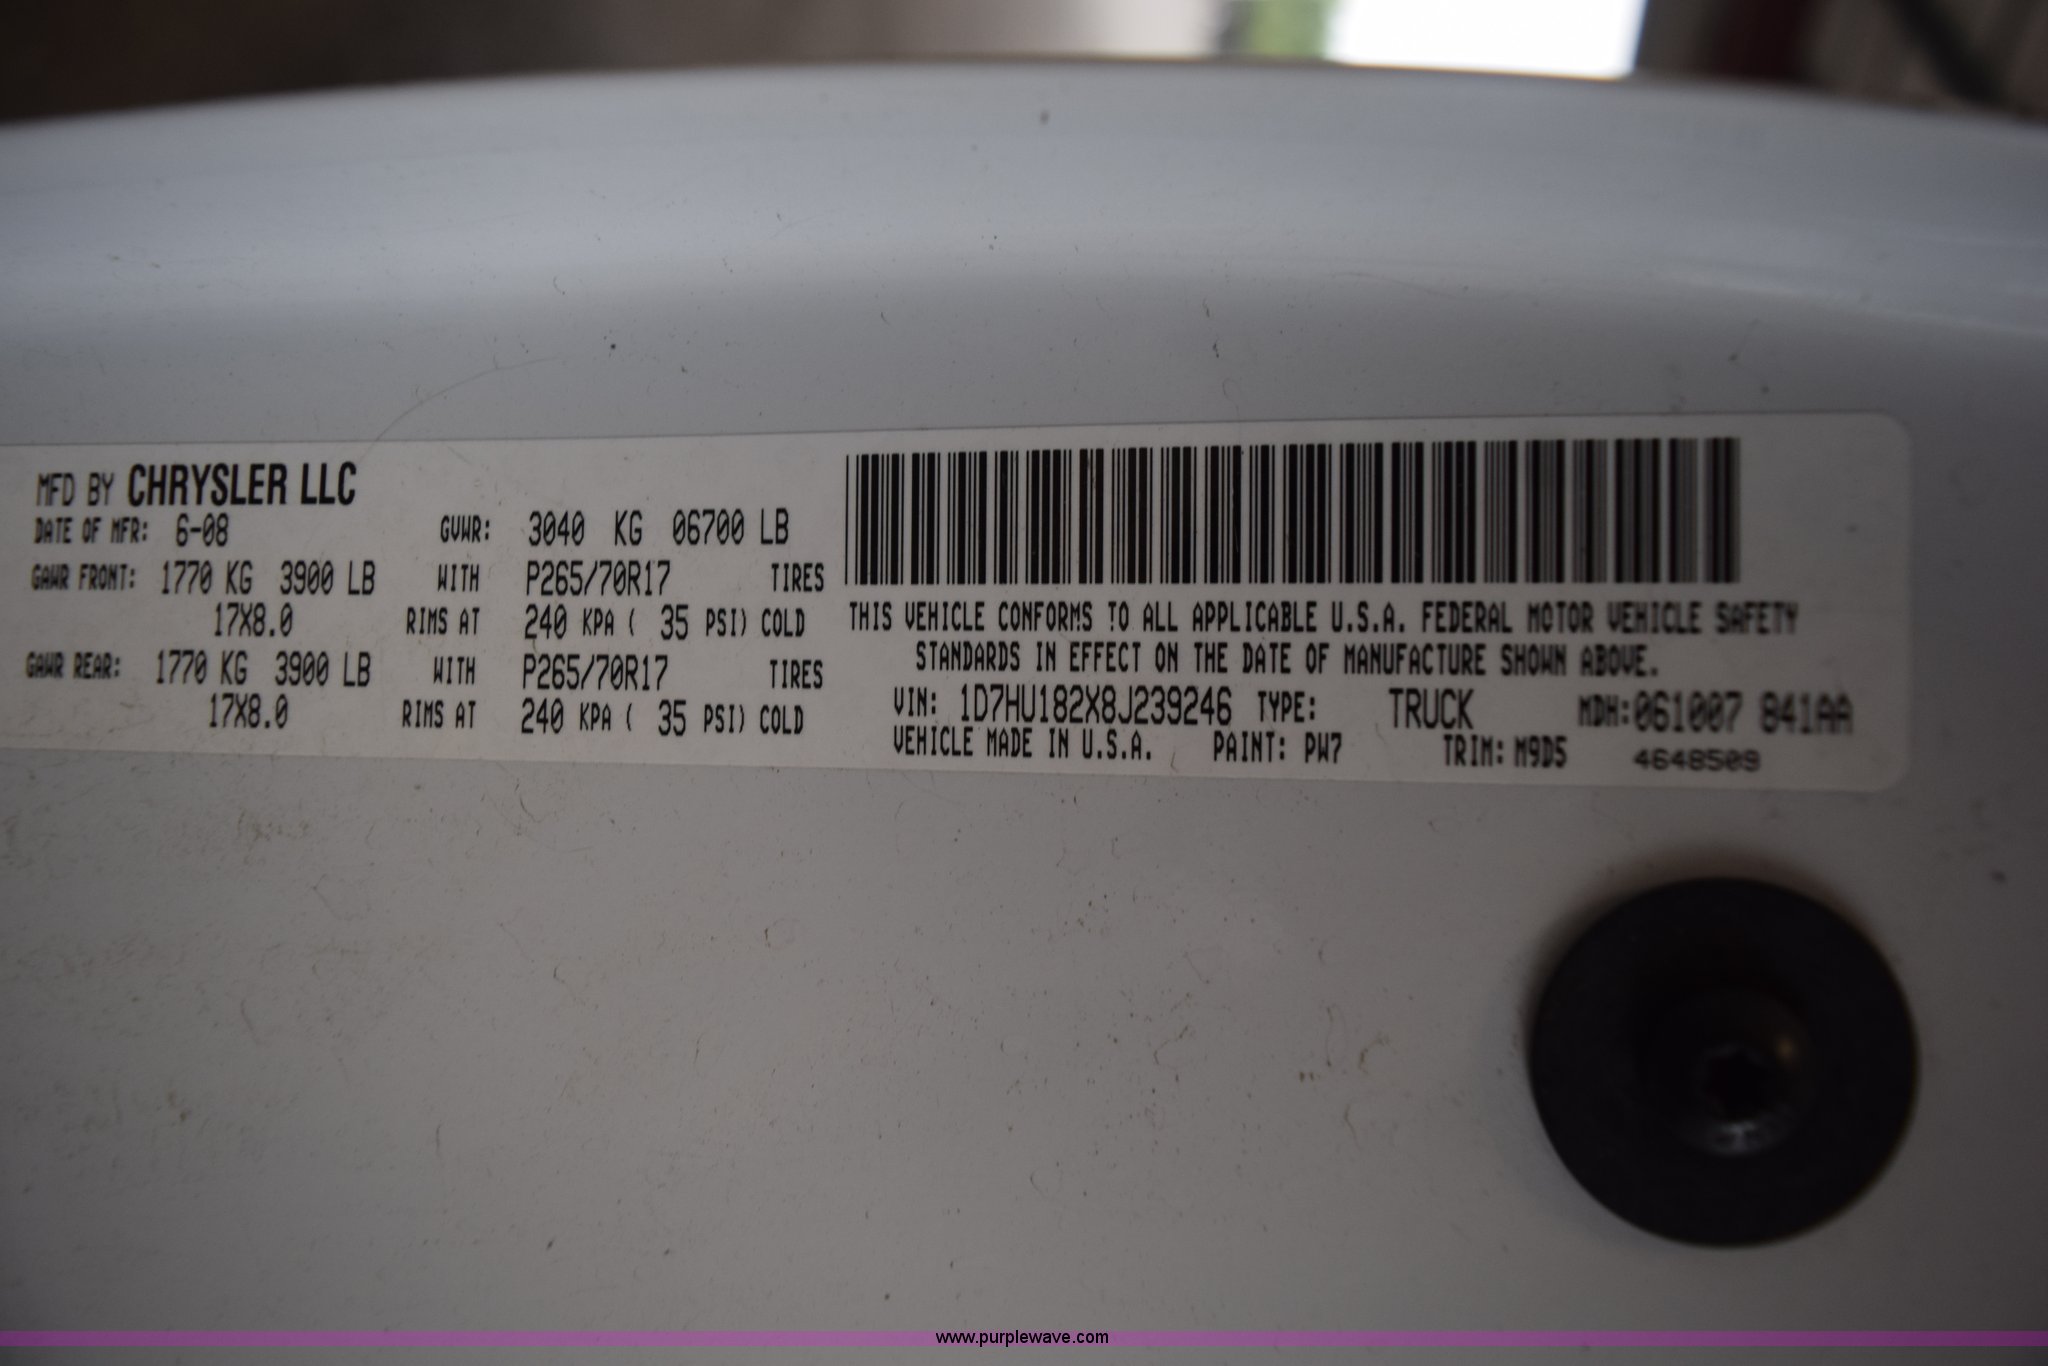 MFD BY CHRYSLER LLC
DATE OF MFR: 6-08 GVWR: 3040 KG 06700 LB
GAWR FRONT: 1770 KG 3900 LB WITH P265/70R17 TIRES
17X8.0 RIMS AT 240 KPA ( 35 PSI) COLD
GAWR REAR: 1770 KG 3900 LB WITH P265/70R17 TIRES
17X8.0 RIMS AT 240 KPA ( 35 PSI) COLD
THIS VEHICLE CONFORMS TO ALL APPLICABLE U.S.A. FEDERAL MOTOR VEHICLE SAFETY
STANDARDS IN EFFECT ON THE DATE OF MANUFACTURE SHOWN ABOVE.
VIN: 1D7HU182X8J239246 TYPE: TRUCK MDH:061007 841AA
VEHICLE MADE IN U.S.A. PAINT: PW7 TRIM: M9D5 4648509
www.purplewave.com